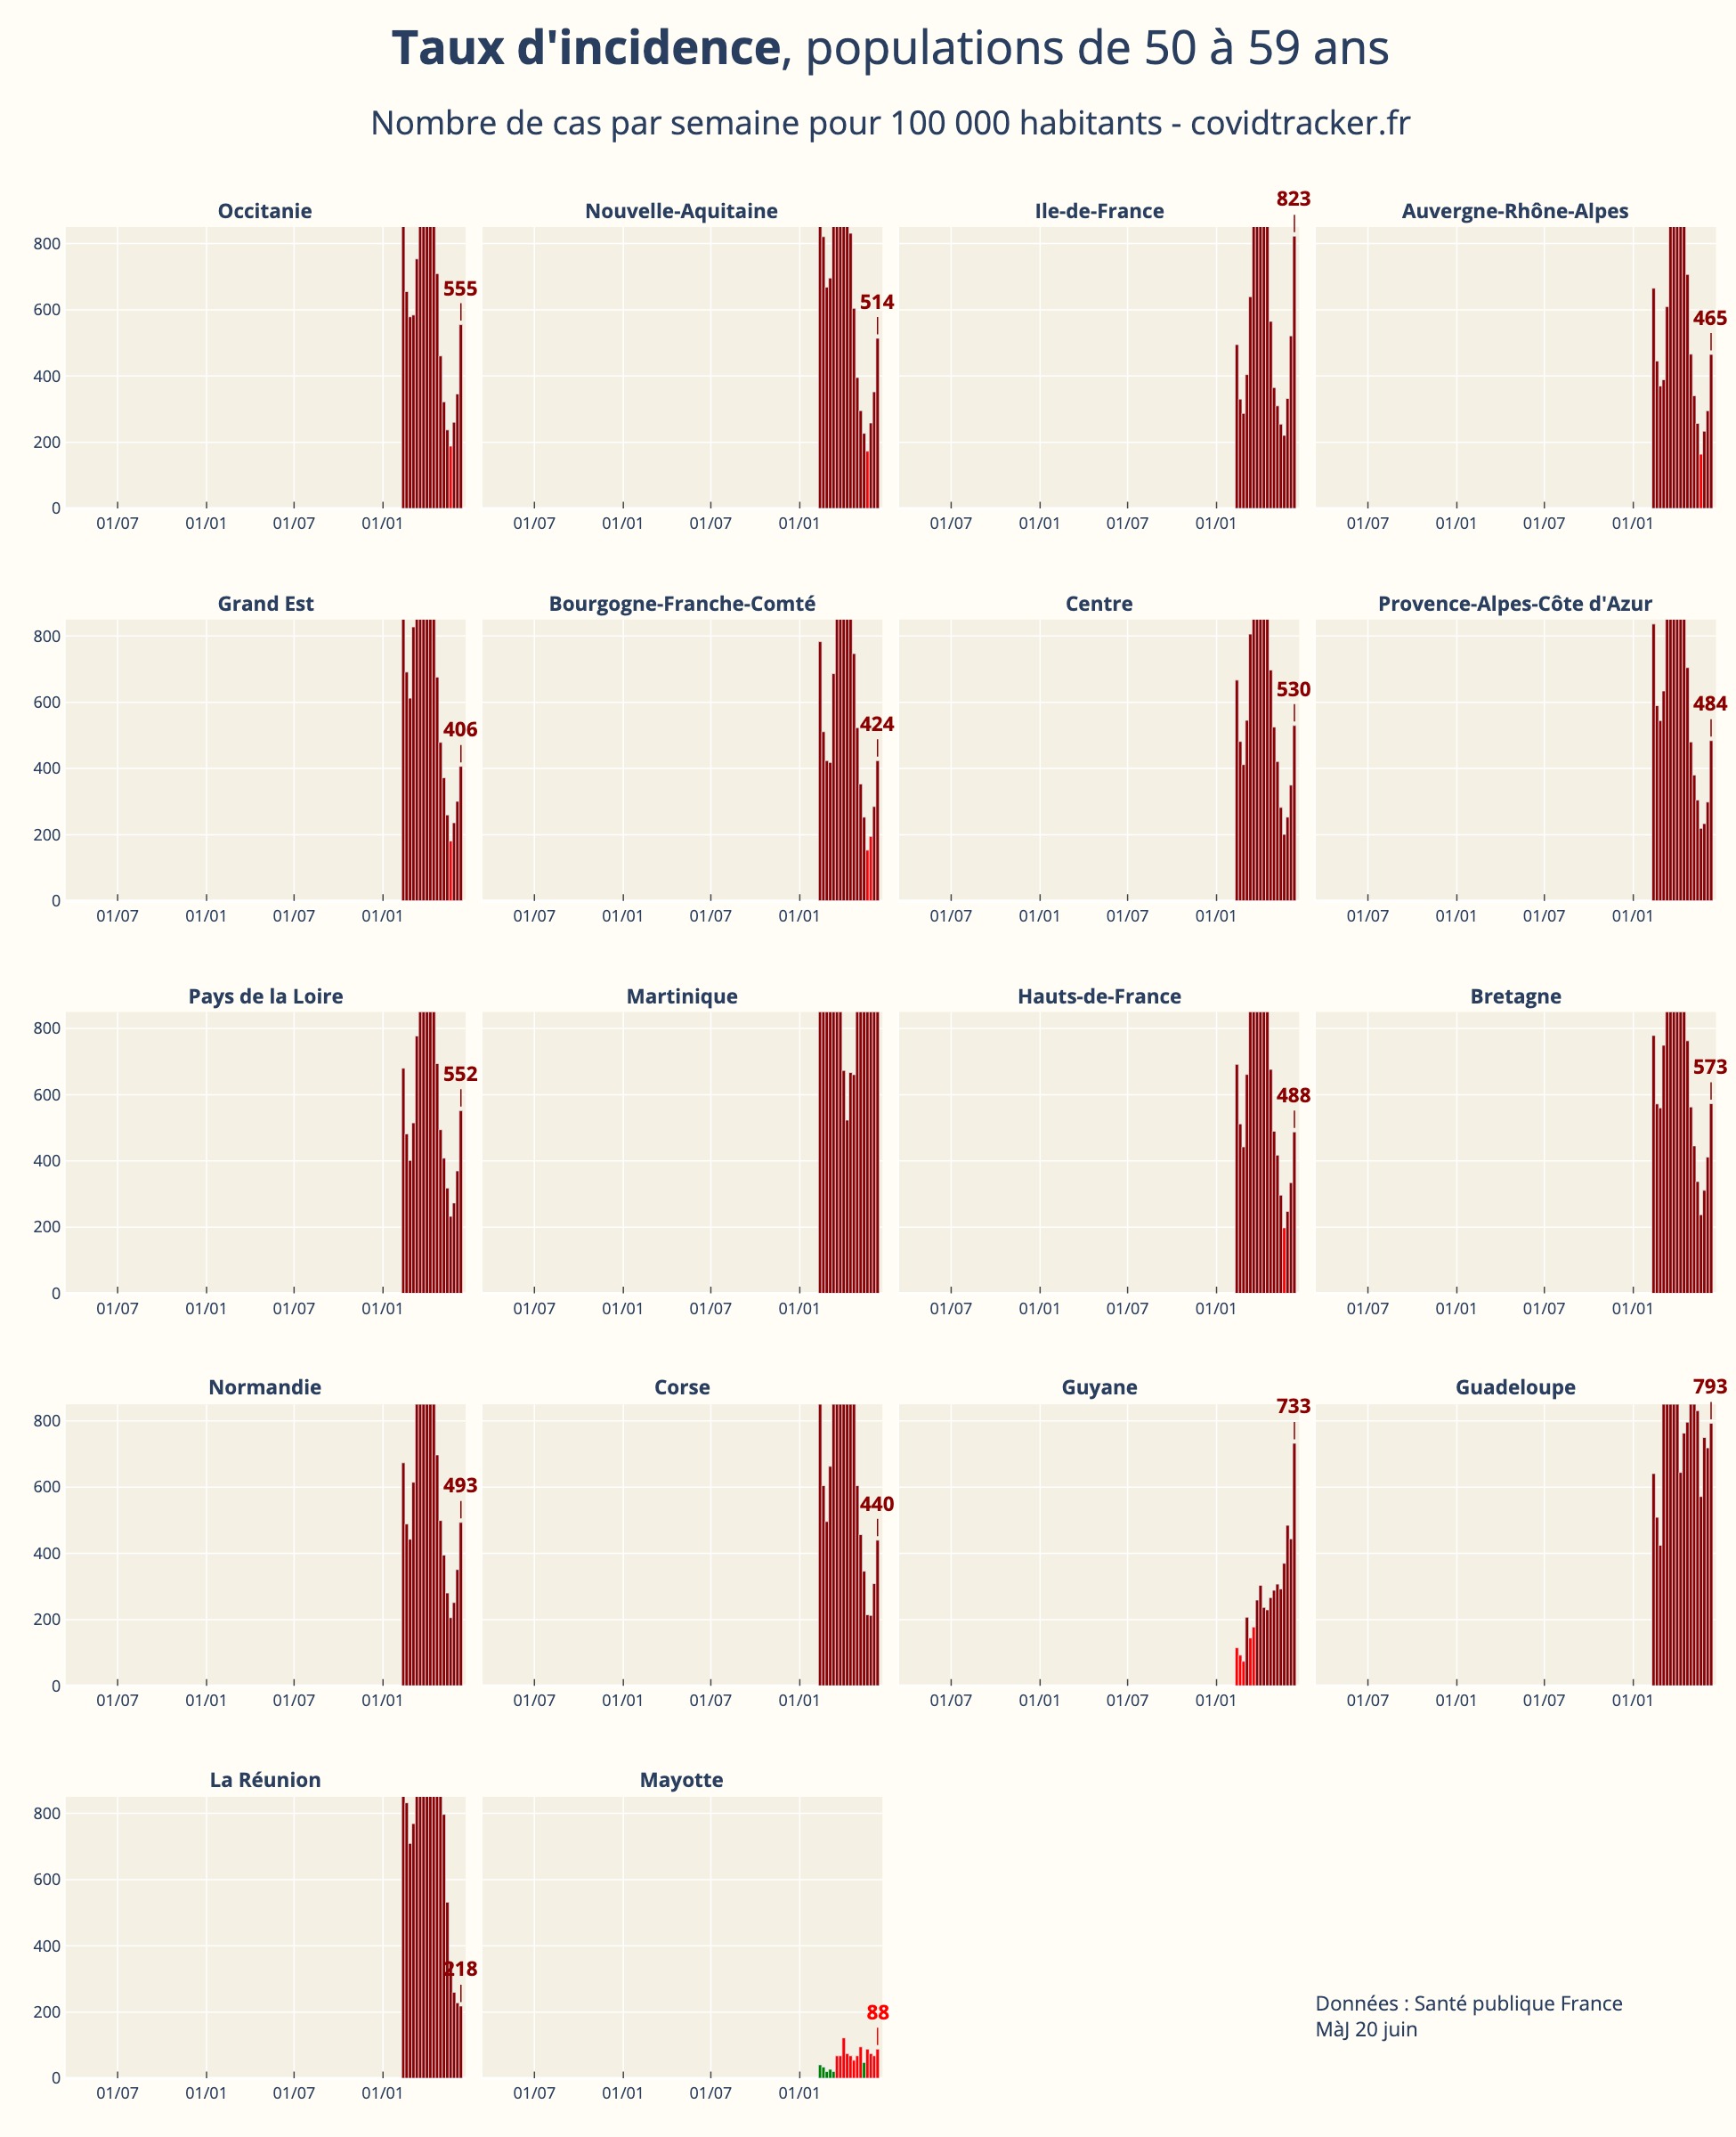 Taux d'incidence, populations de 50 à 59 ans
Nombre de cas par semaine pour 100 000 habitants - covidtracker.fr
Occitanie
800
600
400
200
0
01/07 01/01 01/07 01/01
555
Nouvelle-Aquitaine
01/07 01/01 01/07 01/01
514
Ile-de-France
01/07 01/01 01/07 01/01
823
Auvergne-Rhône-Alpes
01/07 01/01 01/07 01/01
465
Grand Est
800
600
400
200
0
01/07 01/01 01/07 01/01
406
Bourgogne-Franche-Comté
01/07 01/01 01/07 01/01
424
Centre
01/07 01/01 01/07 01/01
530
Provence-Alpes-Côte d'Azur
01/07 01/01 01/07 01/01
484
Pays de la Loire
800
600
400
200
0
01/07 01/01 01/07 01/01
552
Martinique
01/07 01/01 01/07 01/01
Hauts-de-France
01/07 01/01 01/07 01/01
488
Bretagne
01/07 01/01 01/07 01/01
573
Normandie
800
600
400
200
0
01/07 01/01 01/07 01/01
493
Corse
01/07 01/01 01/07 01/01
440
Guyane
01/07 01/01 01/07 01/01
733
Guadeloupe
01/07 01/01 01/07 01/01
793
La Réunion
800
600
400
200
0
01/07 01/01 01/07 01/01
218
Mayotte
01/07 01/01 01/07 01/01
88
Données : Santé publique France
MàJ 20 juin